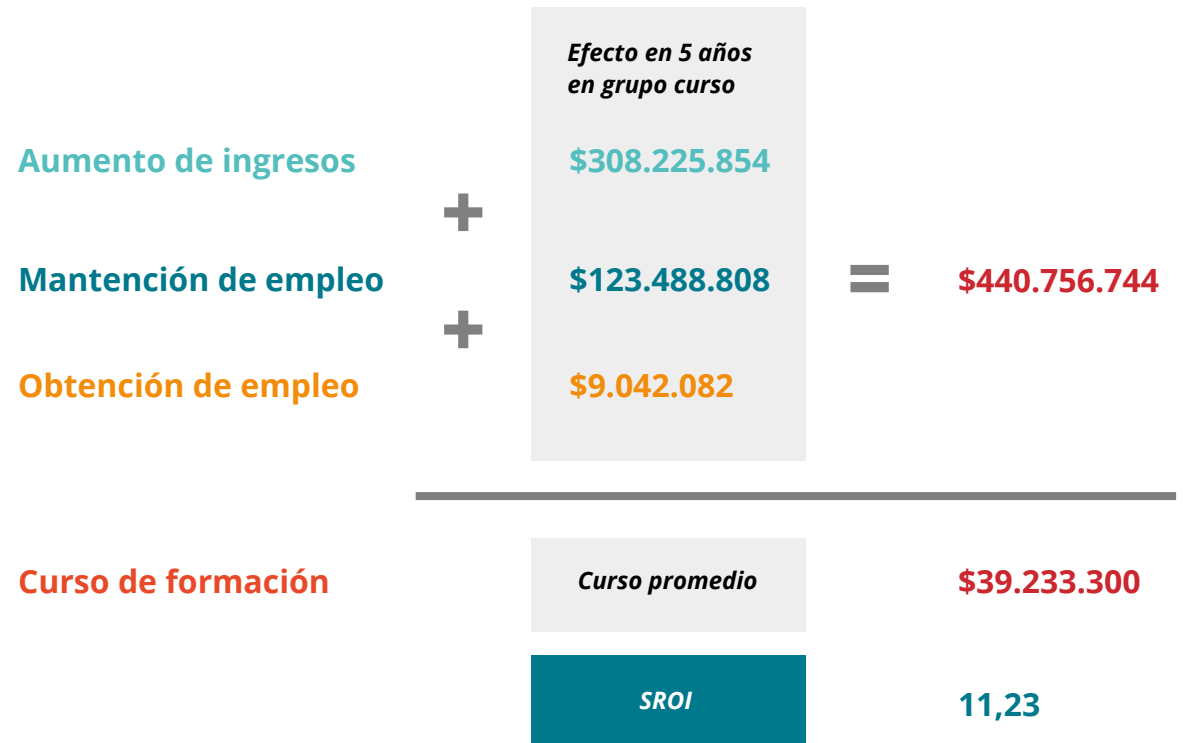 Efecto en 5 años
en grupo curso
Aumento de ingresos
$308.225.854
+
Mantención de empleo
$123.488.808
=
$440.756.744
+
Obtención de empleo
$9.042.082
Curso de formación
Curso promedio
$39.233.300
SROI
11,23